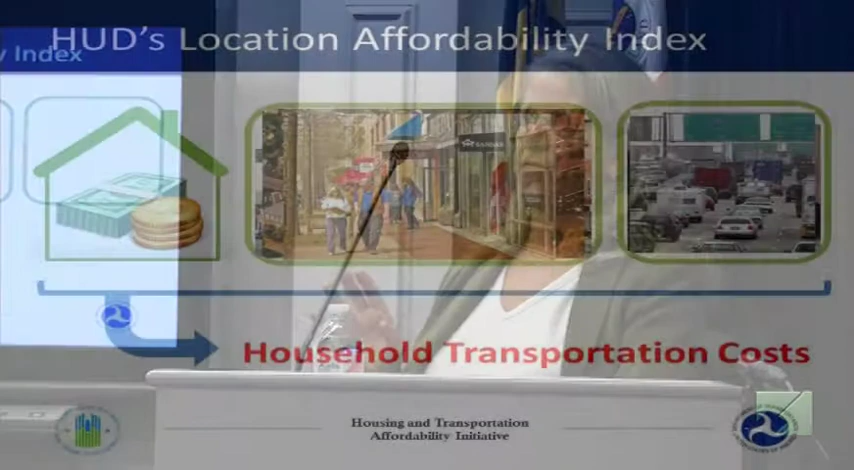 HUD's Location Affordability Index
y Index
Household Transportation Costs
Housing and Transportation
Affordability Initiative